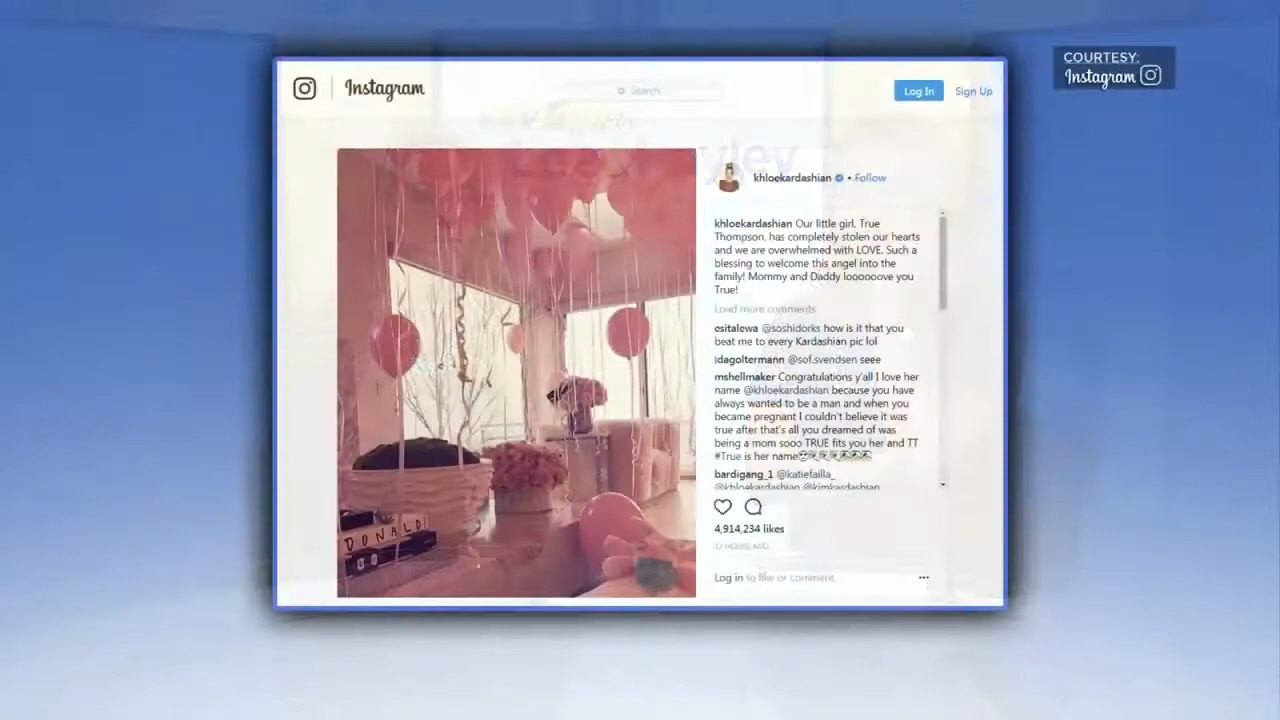 COURTESY:
Instagram
Instagram
Search
Log In
Sign Up
khloekardashian • Follow
khloekardashian Our little girl, True
Thompson, has completely stolen our hearts
and we are overwhelmed with LOVE. Such a
blessing to welcome this angel into the
family! Mommy and Daddy loooooove you
True!
Load more comments
esitalewa @soshidorks how is it that you
beat me to every Kardashian pic lol
idagoltermann @sof.svendsen seee
mshellmaker Congratulations y'all I love her
name @khloekardashian because you have
always wanted to be a man and when you
became pregnant I couldn't believe it was
true after that's all you dreamed of was
being a mom sooo TRUE fits you her and TT
#True is her name
bardigang_1 @katiefailla_
@khloekardashian @kimkardashian
4,914,234 likes
HOURS AGO
Log in to like or comment.
DONALD